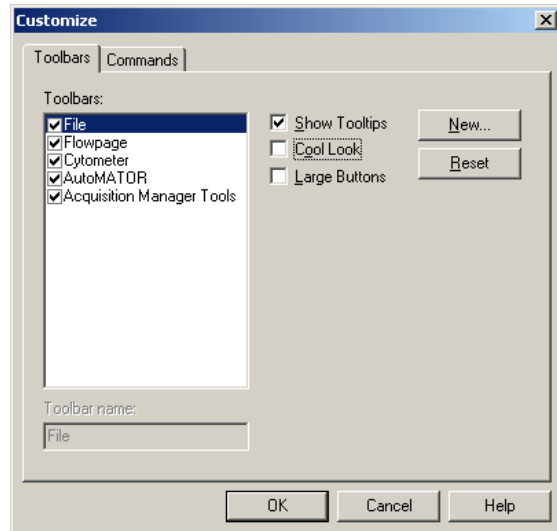 Customize
Toolbars Commands
Toolbars:
File
Flowpage
Cytometer
AutoMATOR
Acquisition Manager Tools
Show Tooltips
Cool Look
Large Buttons
New...
Reset
Toolbar name:
File
OK Cancel Help